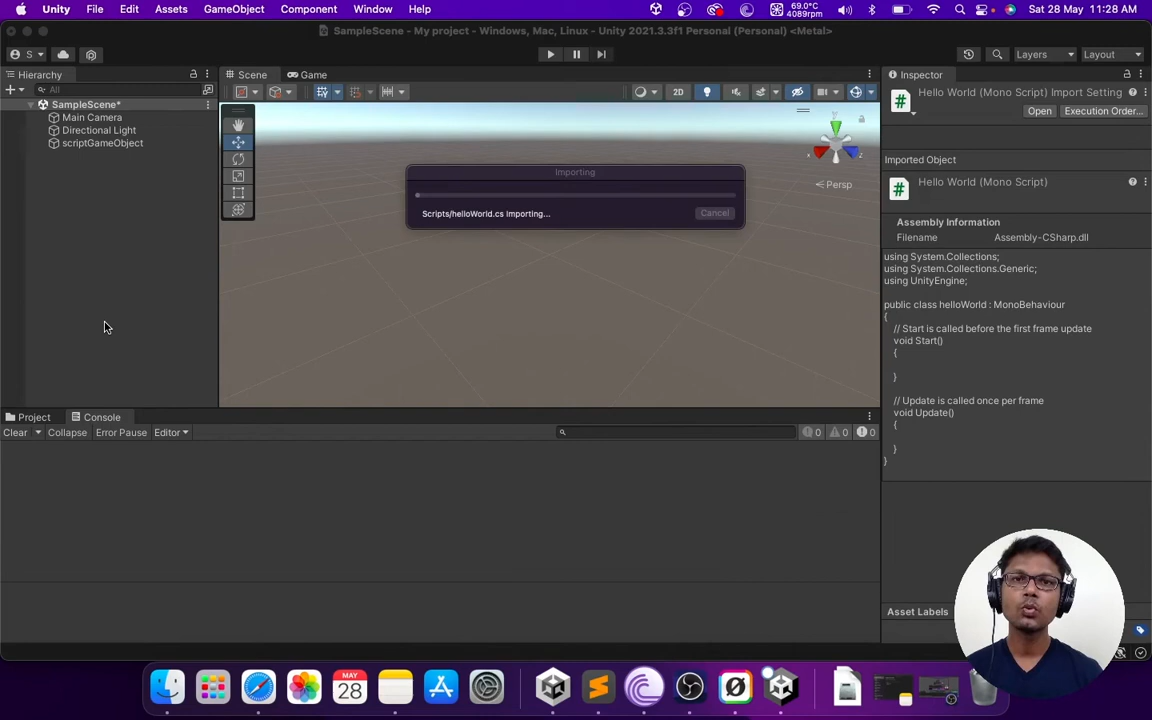 Unity File Edit Assets GameObject Component Window Help
69.0°C
4089rpm
Sat 28 May 11:28 AM
SampleScene - My project - Windows, Mac, Linux - Unity 2021.3.3f1 Personal (Personal) <Metal>
S
Layers
Layout
Hierarchy
Scene
Game
Inspector
All
2D
SampleScene*
Main Camera
Directional Light
scriptGameObject
y
x
z
Persp
Importing
Scripts/helloWorld.cs Importing...
Cancel
Hello World (Mono Script) Import Setting
Open
Execution Order...
Imported Object
Hello World (Mono Script)
Assembly Information
Filename Assembly-CSharp.dll
using System.Collections;
using System.Collections.Generic;
using UnityEngine;
public class helloWorld : MonoBehaviour
{
// Start is called before the first frame update
void Start()
{
}
// Update is called once per frame
void Update()
{
}
}
Project
Console
Clear
Collapse
Error Pause
Editor
0
0
0
Asset Labels
MAY
28